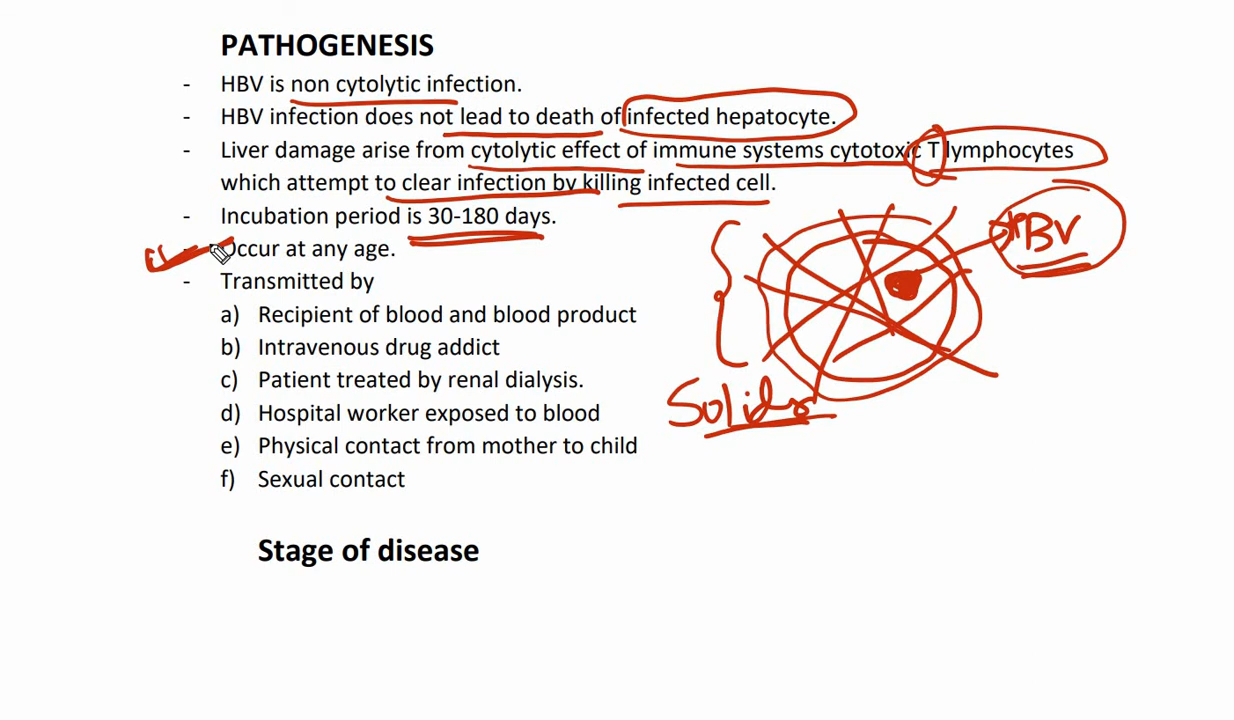 PATHOGENESIS
- HBV is non cytolytic infection.
- HBV infection does not lead to death of infected hepatocyte.
- Liver damage arise from cytolytic effect of immune systems cytotoxic T lymphocytes
which attempt to clear infection by killing infected cell.
- Incubation period is 30-180 days.
- Occur at any age.
HBV
- Transmitted by
a) Recipient of blood and blood product
b) Intravenous drug addict
c) Patient treated by renal dialysis.
d) Hospital worker exposed to blood
e) Physical contact from mother to child
f) Sexual contact
Stage of disease